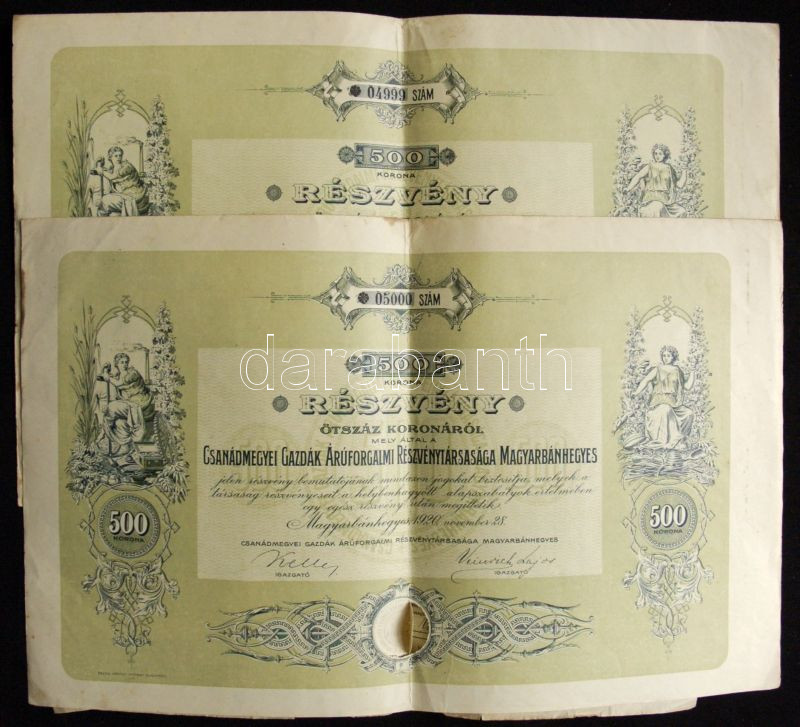 04999 SZÁM
500
KORONA
RÉSZVÉNY
05000 SZÁM
500
KORONA
RÉSZVÉNY
ÖTSZÁZ KORONÁRÓL
MELY ÁLTAL A
CSANÁDMEGYEI GAZDÁK ÁRÚFORGALMI RÉSZVÉNYTÁRSASÁGA MAGYARBÁNHEGYES
jelen részvény bemutatójának mindazon jogokat biztosítja, melyek a
társaság részvényeseit a helybenhagyott alapszabályok értelmében
egy egész részvény után megilletik.
Magyarbánhegyes 1920. november 28.
CSANÁDMEGYEI GAZDÁK ÁRÚFORGALMI RÉSZVÉNYTÁRSASÁGA MAGYARBÁNHEGYES
Weinrich Lajos
IGAZGATÓ
IGAZGATÓ
500
KORONA
500
KORONA
darabanth